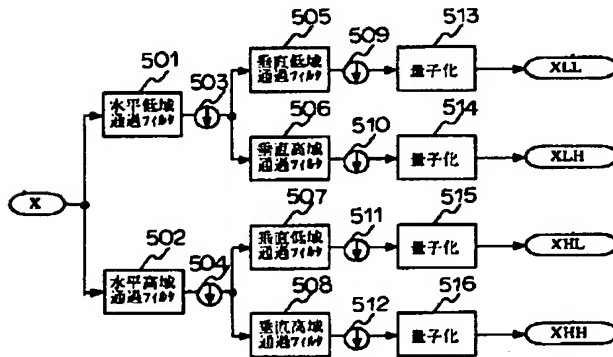 505
509
513
501
503
垂直低域
通過フィルタ
量子化
XLL
水平低域
通過フィルタ
506
510
514
垂直高域
通過フィルタ
量子化
XLH
X
507
511
515
502
504
垂直低域
通過フィルタ
量子化
XHL
水平高域
通過フィルタ
508
512
516
垂直高域
通過フィルタ
量子化
XHH